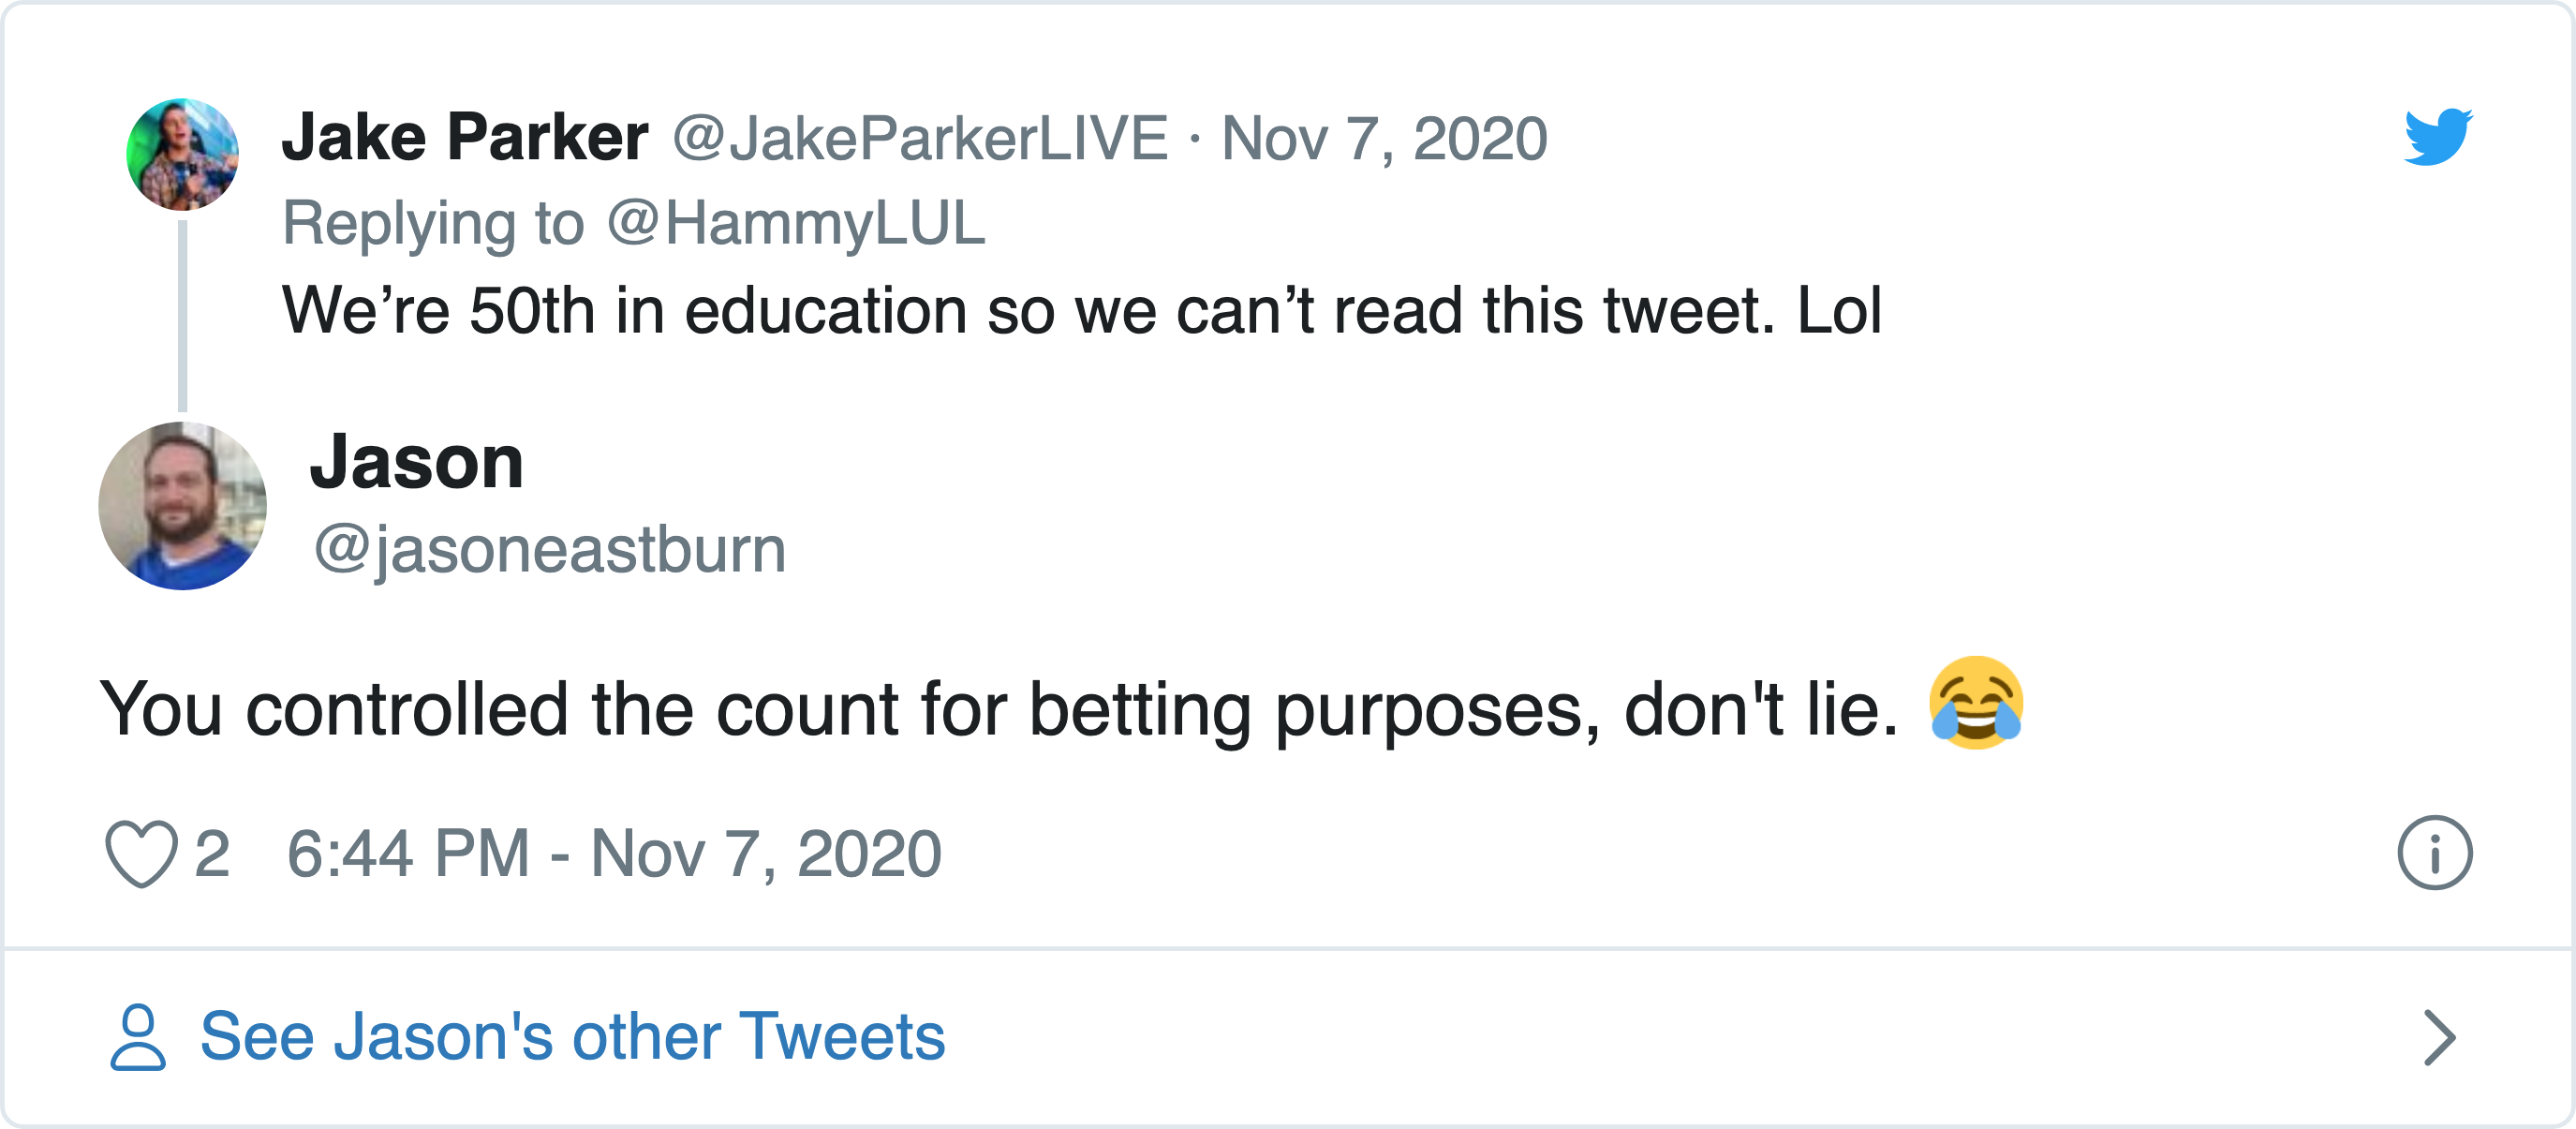 Jake Parker @JakeParkerLIVE · Nov 7, 2020
Replying to @HammyLUL
We’re 50th in education so we can’t read this tweet. Lol
Jason
@jasoneastburn
You controlled the count for betting purposes, don't lie. 😂
2 6:44 PM - Nov 7, 2020
See Jason's other Tweets